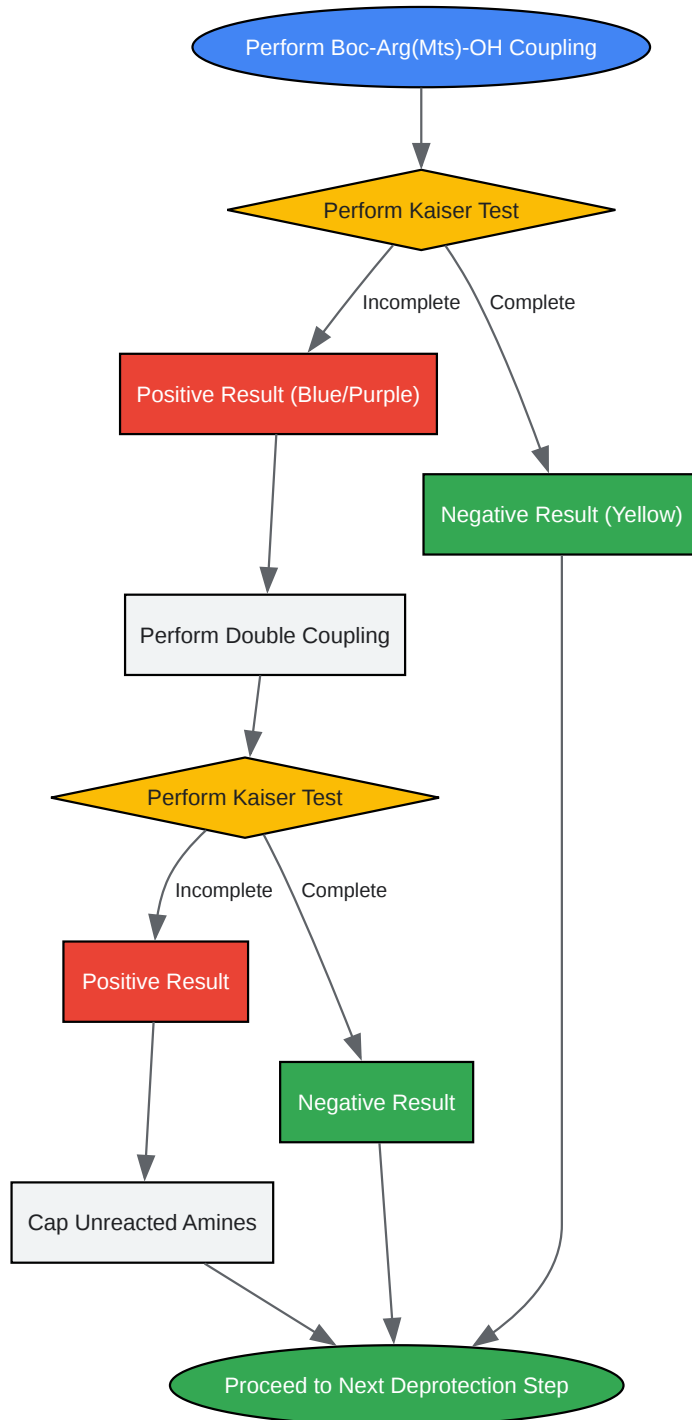 Perform Boc-Arg(Mts)-OH Coupling
Perform Kaiser Test
Incomplete
Complete
Positive Result (Blue/Purple)
Negative Result (Yellow)
Perform Double Coupling
Perform Kaiser Test
Incomplete
Complete
Positive Result
Negative Result
Cap Unreacted Amines
Proceed to Next Deprotection Step